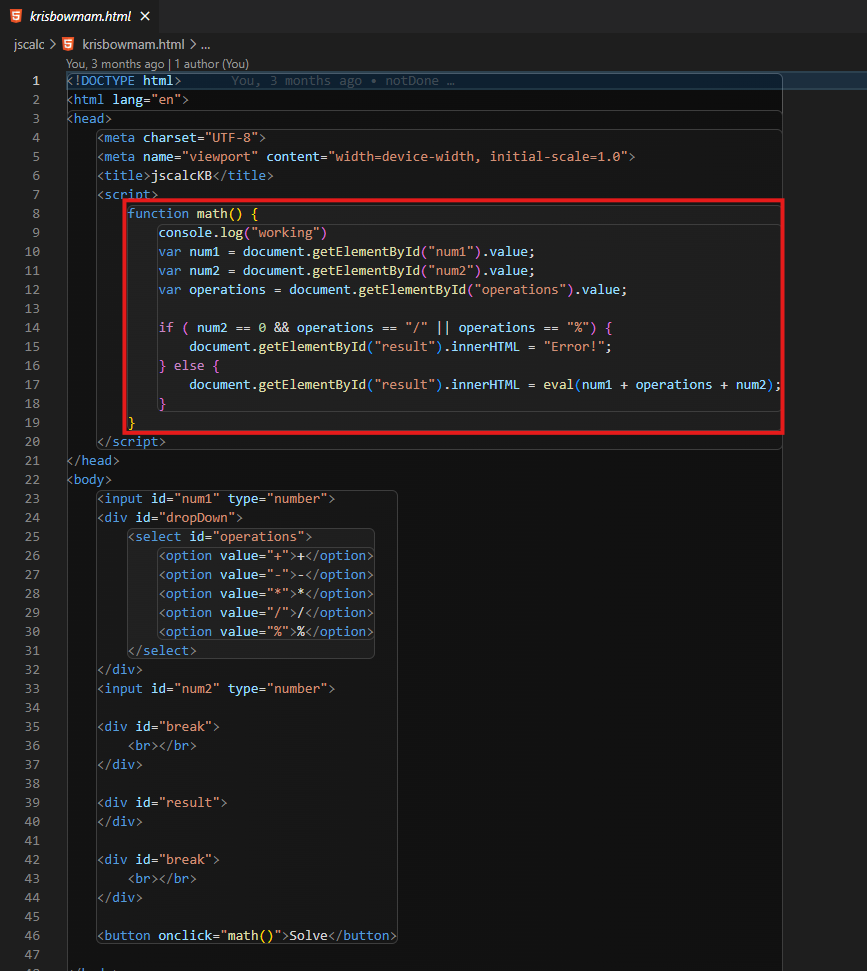 krisbowmam.html
jscalc > krisbowmam.html > ...
You, 3 months ago | 1 author (You)
1 <!DOCTYPE html> You, 3 months ago • notDone …
2 <html lang="en">
3 <head>
4     <meta charset="UTF-8">
5     <meta name="viewport" content="width=device-width, initial-scale=1.0">
6     <title>jscalcKB</title>
7     <script>
8         function math() {
9             console.log("working")
10             var num1 = document.getElementById("num1").value;
11             var num2 = document.getElementById("num2").value;
12             var operations = document.getElementById("operations").value;
13
14             if ( num2 == 0 && operations == "/" || operations == "%") {
15                 document.getElementById("result").innerHTML = "Error!";
16             } else {
17                 document.getElementById("result").innerHTML = eval(num1 + operations + num2);
18             }
19         }
20     </script>
21 </head>
22 <body>
23     <input id="num1" type="number">
24     <div id="dropDown">
25         <select id="operations">
26             <option value="+">+</option>
27             <option value="-">-</option>
28             <option value="*">*</option>
29             <option value="/">/</option>
30             <option value="%">%</option>
31         </select>
32     </div>
33     <input id="num2" type="number">
34
35     <div id="break">
36         <br></br>
37     </div>
38
39     <div id="result">
40     </div>
41
42     <div id="break">
43         <br></br>
44     </div>
45
46     <button onclick="math()">Solve</button>
47